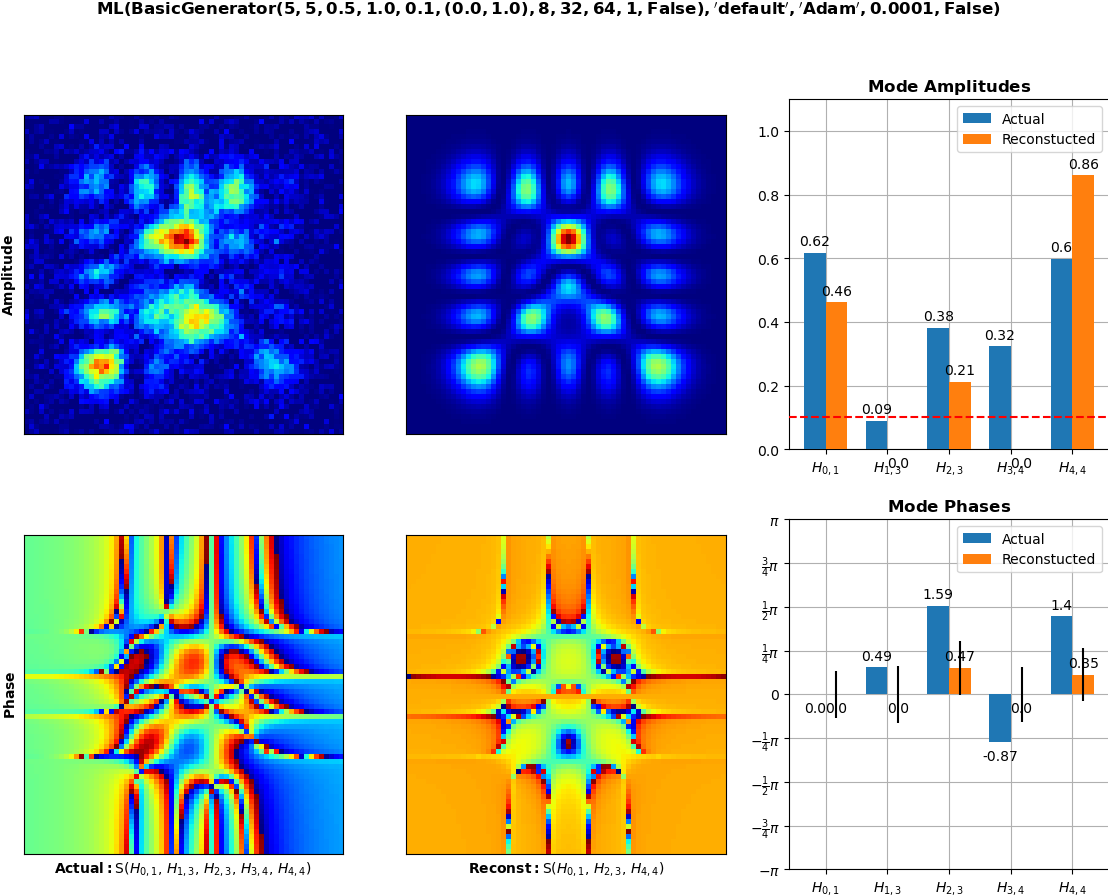 ML(BasicGenerator(5, 5, 0.5, 1.0, 0.1, (0.0, 1.0), 8, 32, 64, 1, False), ′default′, ′Adam′, 0.0001, False)
Mode Amplitudes
Actual
Reconstucted
Amplitude
1.0
0.8
0.6
0.4
0.2
0.0
0.62
0.46
0.09
0.0
0.38
0.21
0.32
0.0
0.6
0.86
H0, 1
H1, 3
H2, 3
H3, 4
H4, 4
Mode Phases
Actual
Reconstucted
Phase
π
3/4π
1/2π
1/4π
0
−1/4π
−1/2π
−3/4π
−π
0.49
0.0
1.59
0.47
-0.87
0.0
1.4
H0, 1
H1, 3
H2, 3
H3, 4
H4, 4
Actual: S(H0, 1, H1, 3, H2, 3, H3, 4, H4, 4)
Reconst: S(H0, 1, H2, 3, H4, 4)